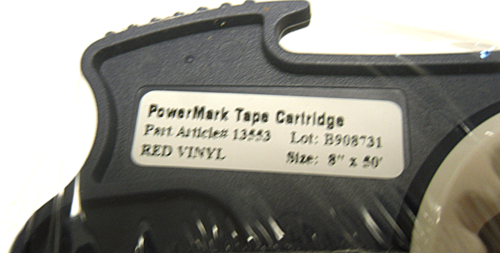 PowerMark Tape Cartridge
Part Article# 13553 Lot: B908731
RED VINYL Size: 8" x 50'